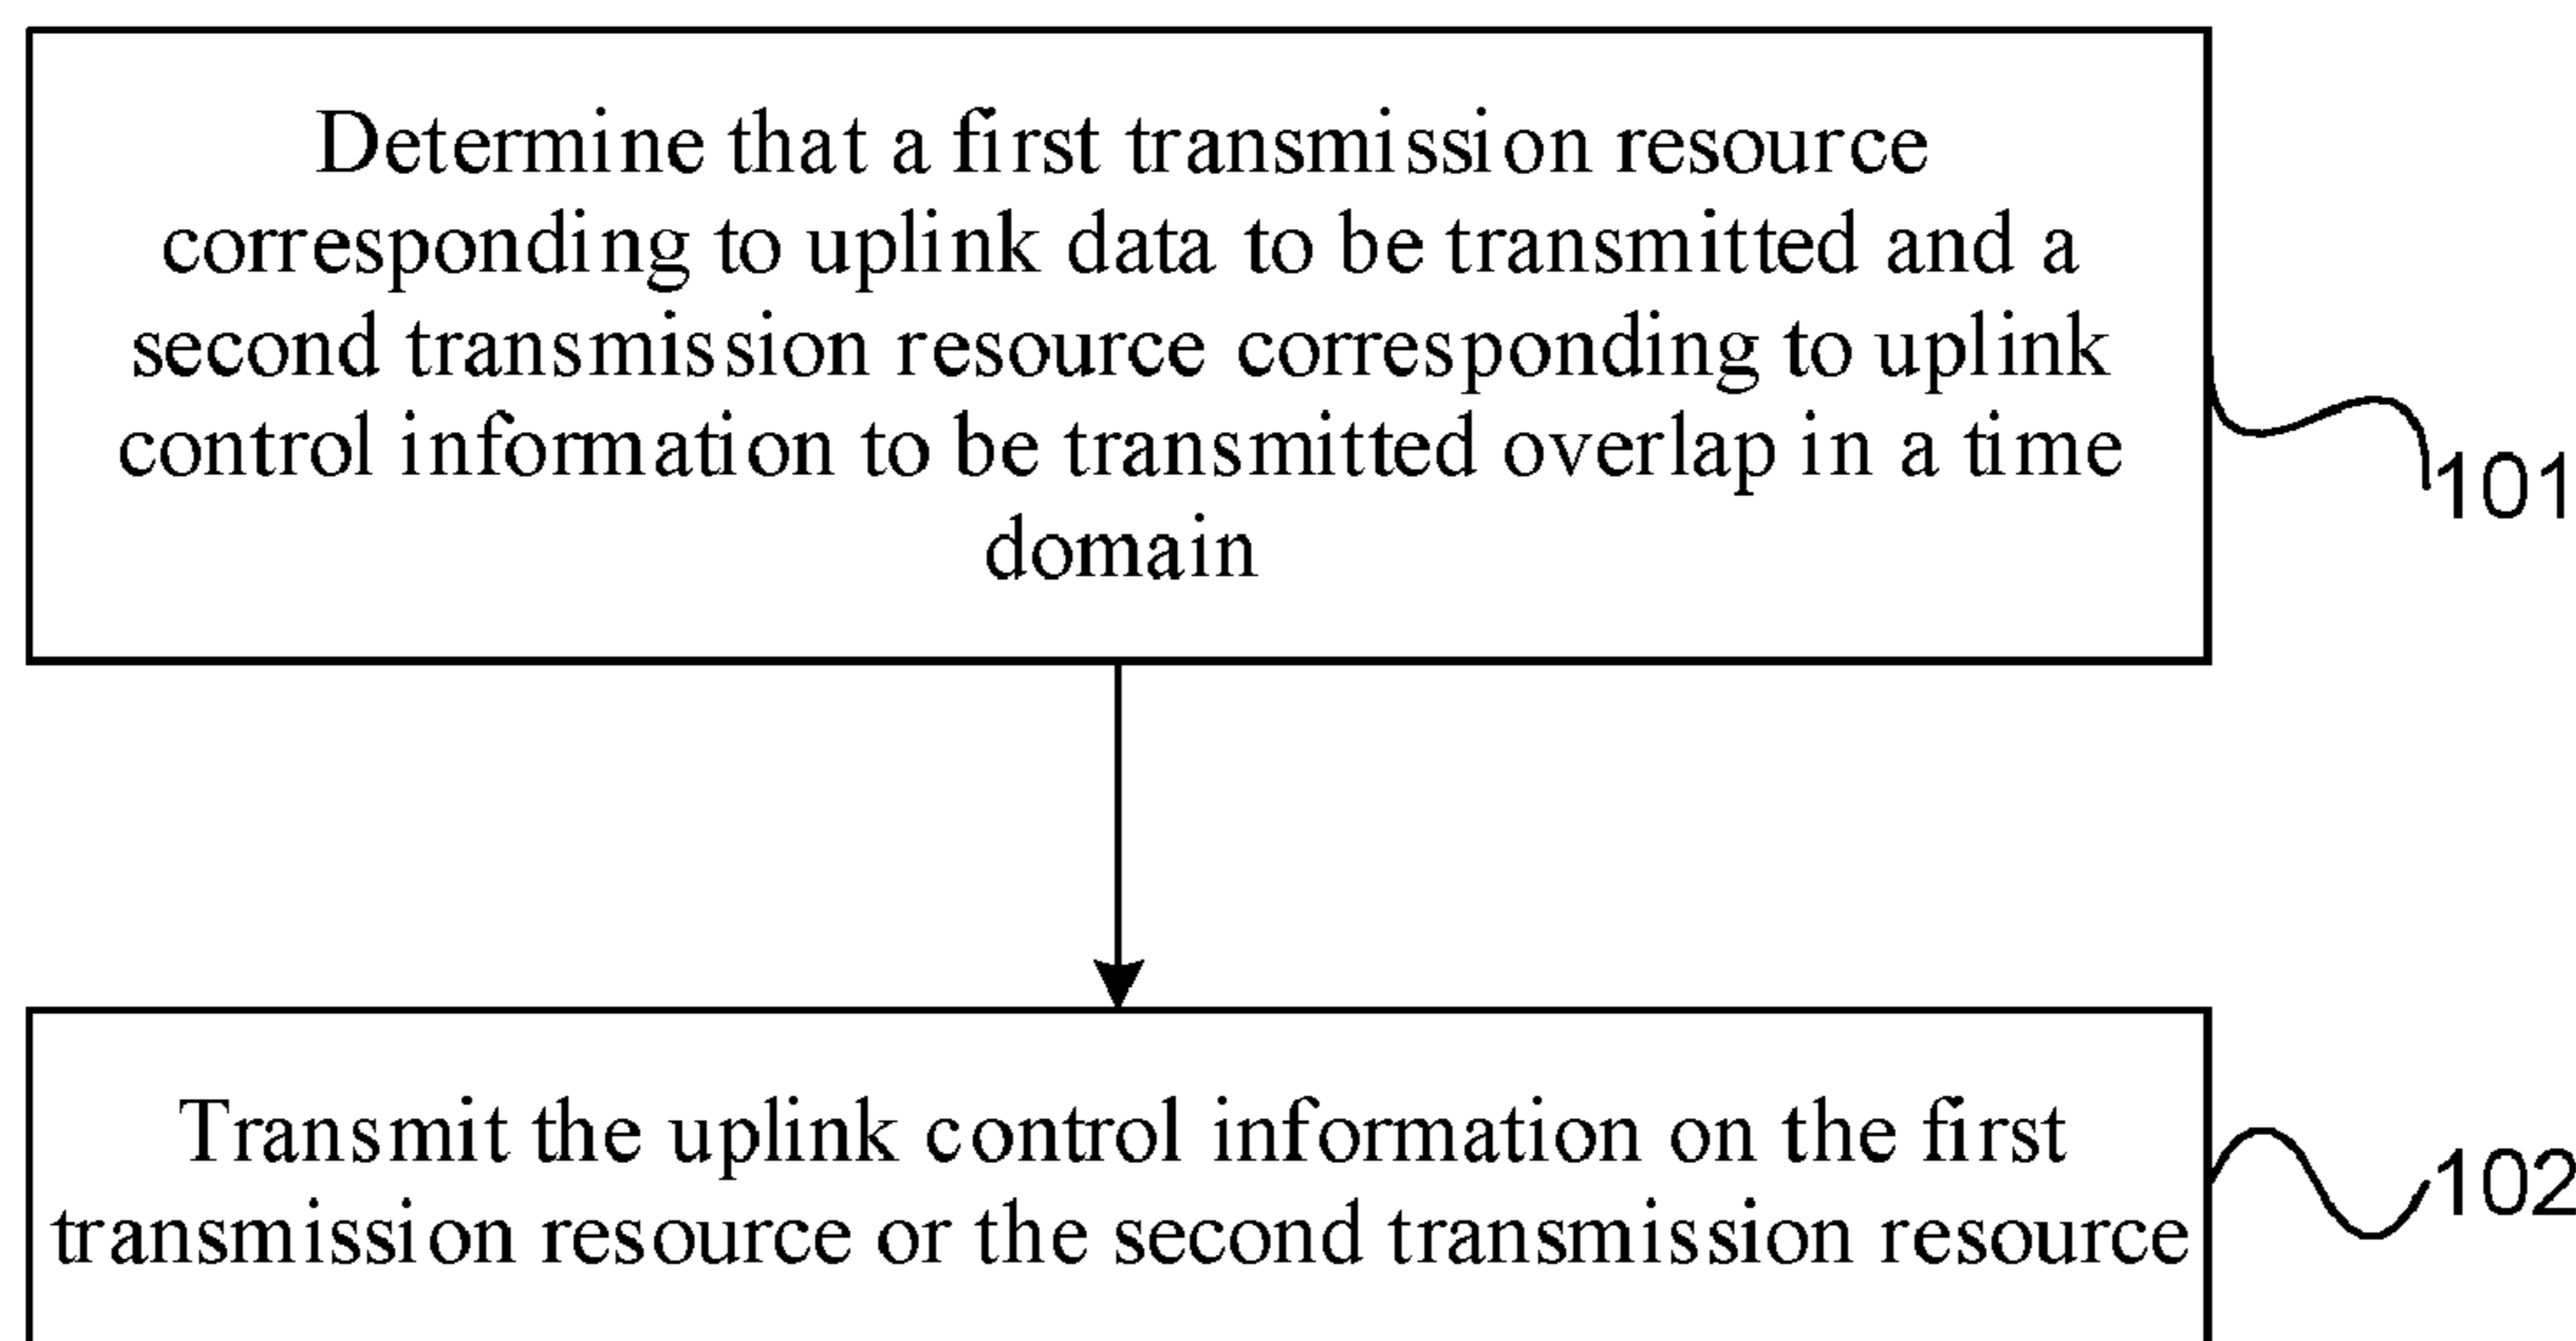 Determine that a first transmission resource
corresponding to uplink data to be transmitted and a
second transmission resource corresponding to uplink
control information to be transmitted overlap in a time
domain
101
Transmit the uplink control information on the first
transmission resource or the second transmission resource
102